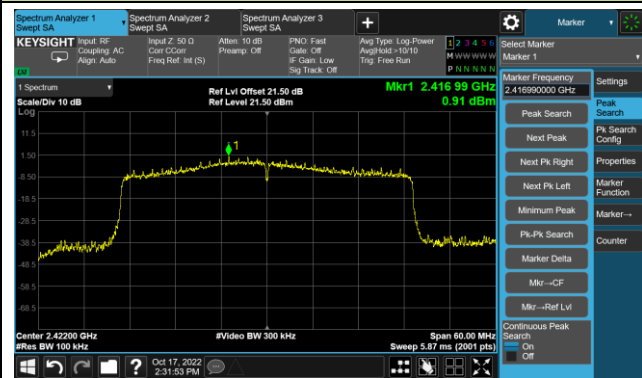 Spectrum Analyzer 1
Swept SA
Spectrum Analyzer 2
Swept SA
Spectrum Analyzer 3
Swept SA
+
Marker
KEYSIGHT
Input: RF
Coupling: AC
Align: Auto
Input Z: 50 Ω
Corr CCorr
Freq Ref: Int (S)
Atten: 10 dB
Preamp: Off
PNO: Fast
Gate: Off
IF Gain: Low
Sig Track: Off
Avg Type: Log-Power
Avg|Hold:>10/10
Trig: Free Run
1 2 3 4 5 6
M W W W W W
P N N N N N
LXI
Select Marker
Marker 1
1 Spectrum
Scale/Div 10 dB
Log
Ref Lvl Offset 21.50 dB
Ref Level 21.50 dBm
Mkr1 2.416 99 GHz
0.91 dBm
11.5
1.50
-8.50
-18.5
-28.5
-38.5
-48.5
-58.5
-68.5
1
Center 2.42200 GHz
#Res BW 100 kHz
#Video BW 300 kHz
Span 60.00 MHz
Sweep 5.87 ms (2001 pts)
Marker Frequency
2.416990000 GHz
Peak Search
Next Peak
Next Pk Right
Next Pk Left
Minimum Peak
Pk-Pk Search
Marker Delta
Mkr→CF
Mkr→Ref Lvl
Continuous Peak
Search
On
Off
Settings
Peak
Search
Pk Search
Config
Properties
Marker
Function
Marker→
Counter
?
Oct 17, 2022
2:31:53 PM